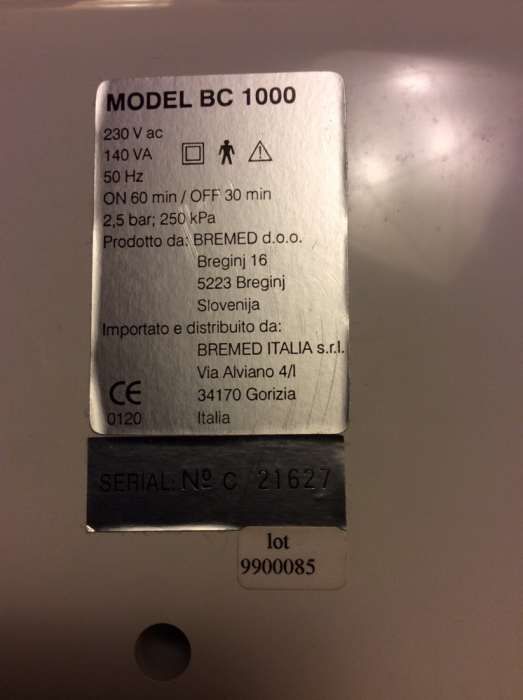 MODEL BC 1000
230 V ac
140 VA
50 Hz
ON 60 min / OFF 30 min
2,5 bar; 250 kPa
Prodotto da: BREMED d.o.o.
Breginj 16
5223 Breginj
Slovenija
Importato e distribuito da:
BREMED ITALIA s.r.l.
Via Alviano 4/I
34170 Gorizia
CE
0120 Italia
SERIAL: Nº C 21627
lot
9900085